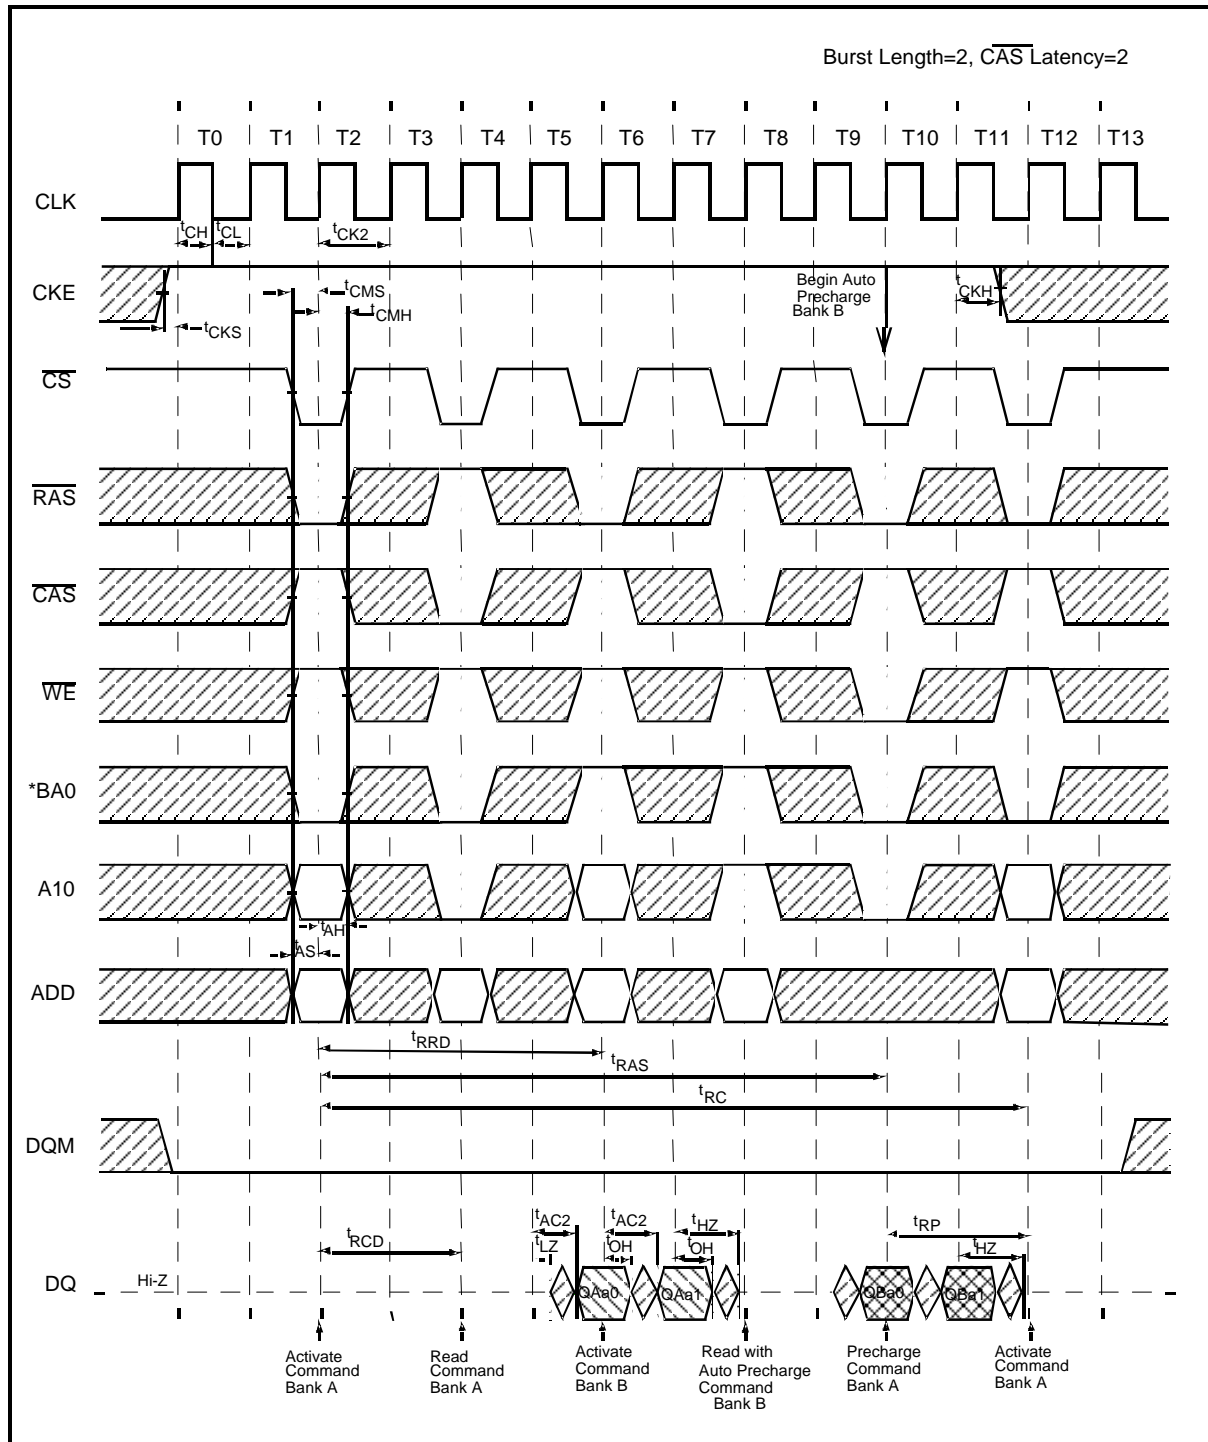 Burst Length=2, CAS Latency=2
T0 T1 T2 T3 T4 T5 T6 T7 T8 T9 T10 T11 T12 T13
CLK
tCH tCL tCK2
CKE
tCMS
tCMH
tCKS
Begin Auto
Precharge
Bank B
tCKH
CS
RAS
CAS
WE
*BA0
A10
tAH
tAS
ADD
tRRD
tRAS
tRC
DQM
tRCD
tAC2 tAC2 tHZ
tLZ tOH tOH
tRP
tHZ
DQ
Hi-Z
QAa0 QAa1 QBa0 QBa1
Activate
Command
Bank A
Read
Command
Bank A
Activate
Command
Bank B
Read with
Auto Precharge
Command
Bank B
Precharge
Command
Bank A
Activate
Command
Bank A